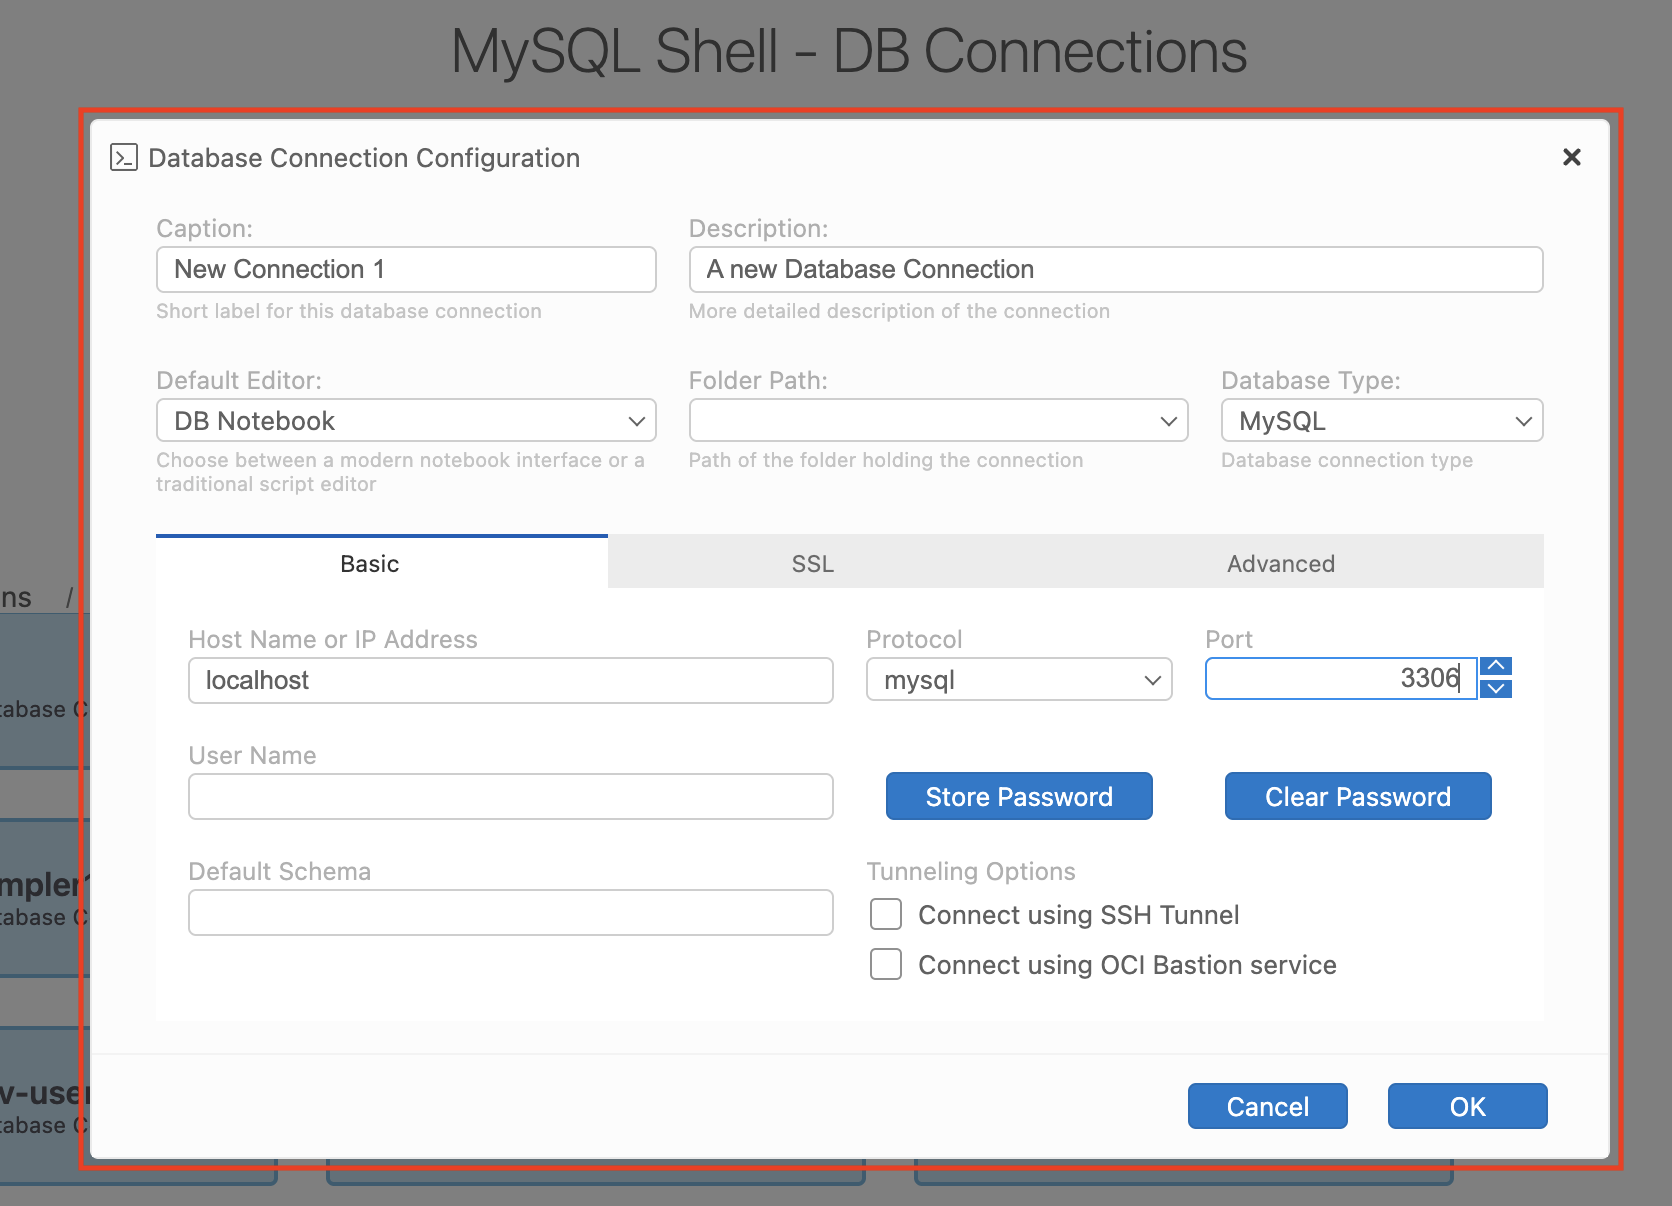 MySQL Shell - DB Connections
Database Connection Configuration
Caption:
Description:
New Connection 1
A new Database Connection
Short label for this database connection
More detailed description of the connection
Default Editor:
Folder Path:
Database Type:
DB Notebook
MySQL
Choose between a modern notebook interface or a
traditional script editor
Path of the folder holding the connection
Database connection type
Basic
SSL
Advanced
ns /
Host Name or IP Address
Protocol
Port
localhost
mysql
3306
tabase C
User Name
Store Password
Clear Password
Default Schema
Tunneling Options
mpler1
tabase C
Connect using SSH Tunnel
Connect using OCI Bastion service
v-user
tabase C
Cancel
OK